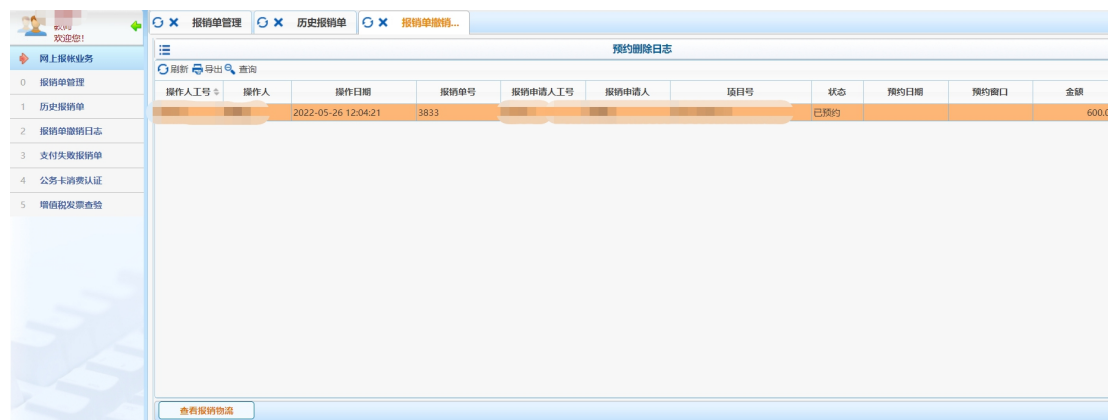 欢迎您!
网上报帐业务
0 报销单管理
1 历史报销单
2 报销单撤销日志
3 支付失败报销单
4 公务卡消费认证
5 增值税发票查验
报销单管理 历史报销单 报销单撤销...
预约删除日志
刷新 导出 查询
操作人工号 操作人 操作日期 报销单号 报销申请人工号 报销申请人 项目号 状态 预约日期 预约窗口 金额
2022-05-26 12:04:21 3833 已预约 600.0
查看报销物流